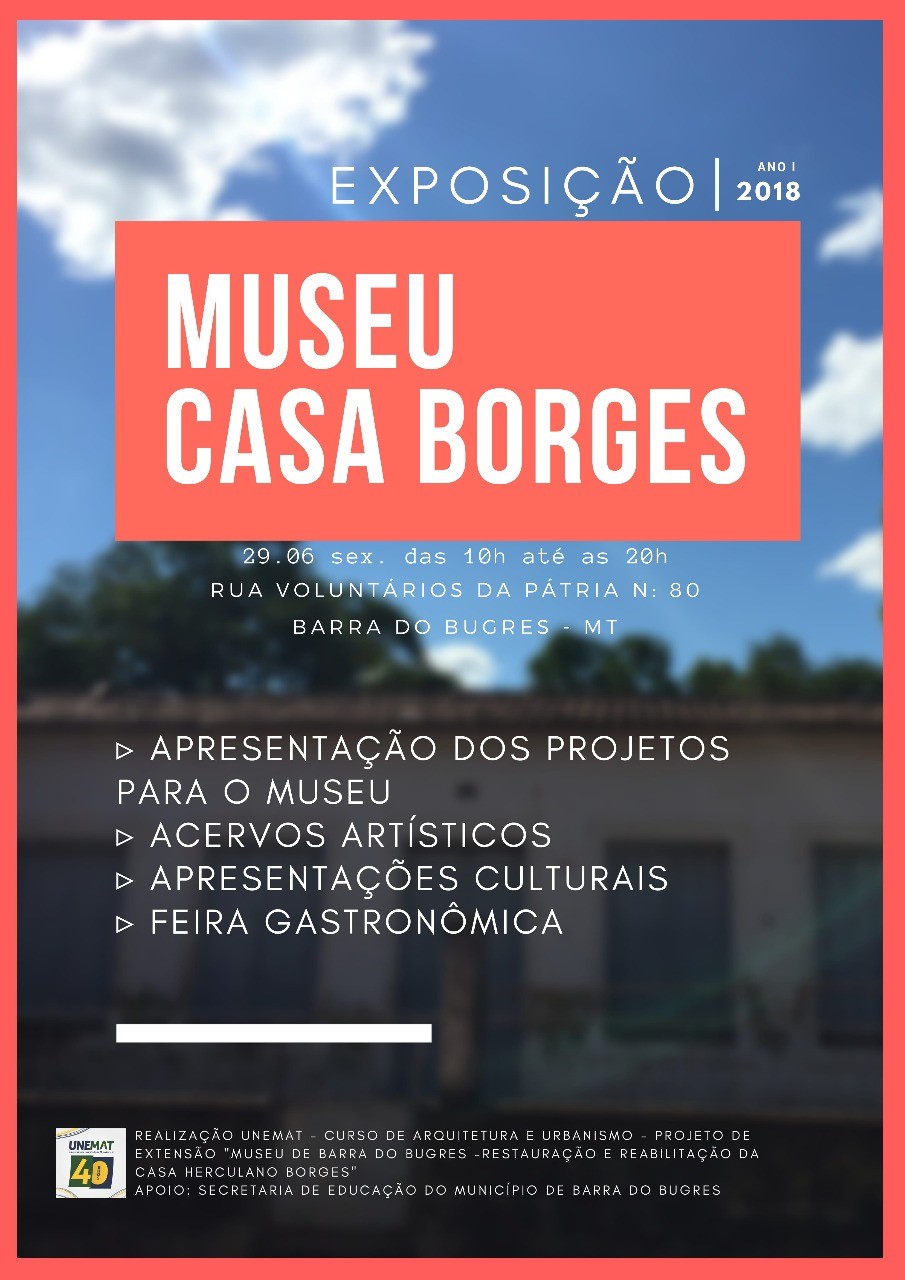 EXPOSIÇÃO
ANO I
2018
MUSEU
CASA BORGES
29.06 sex. das 10h até as 20h
RUA VOLUNTÁRIOS DA PÁTRIA N: 80
BARRA DO BUGRES - MT
▷ APRESENTAÇÃO DOS PROJETOS
PARA O MUSEU
▷ ACERVOS ARTÍSTICOS
▷ APRESENTAÇÕES CULTURAIS
▷ FEIRA GASTRONÔMICA
UNEMAT
40
REALIZAÇÃO UNEMAT - CURSO DE ARQUITETURA E URBANISMO - PROJETO DE
EXTENSÃO "MUSEU DE BARRA DO BUGRES -RESTAURAÇÃO E REABILITAÇÃO DA
CASA HERCULANO BORGES"
APOIO: SECRETARIA DE EDUCAÇÃO DO MUNICÍPIO DE BARRA DO BUGRES